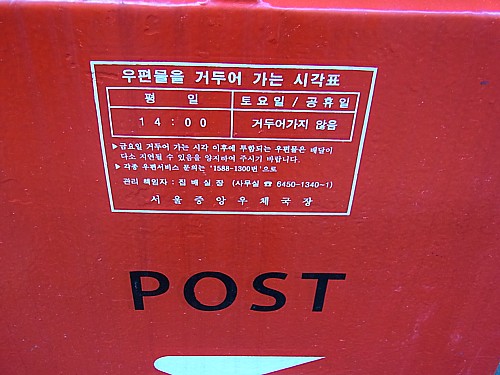 우편물을 거두어 가는 시각표
평 일 토요일 / 공휴일
14:00 거두어가지 않음
▶금요일 거두어 가는 시각 이후에 투함되는 우편물은 배달이
다소 지연될 수 있음을 양지하여 주시기 바랍니다.
▶각종 우편서비스 문의는 '1588-1300번'으로
관리 책임자 : 집 배 실 장 (사무실 ☎ 6450-1340~1)
서 울 중 앙 우 체 국 장
POST